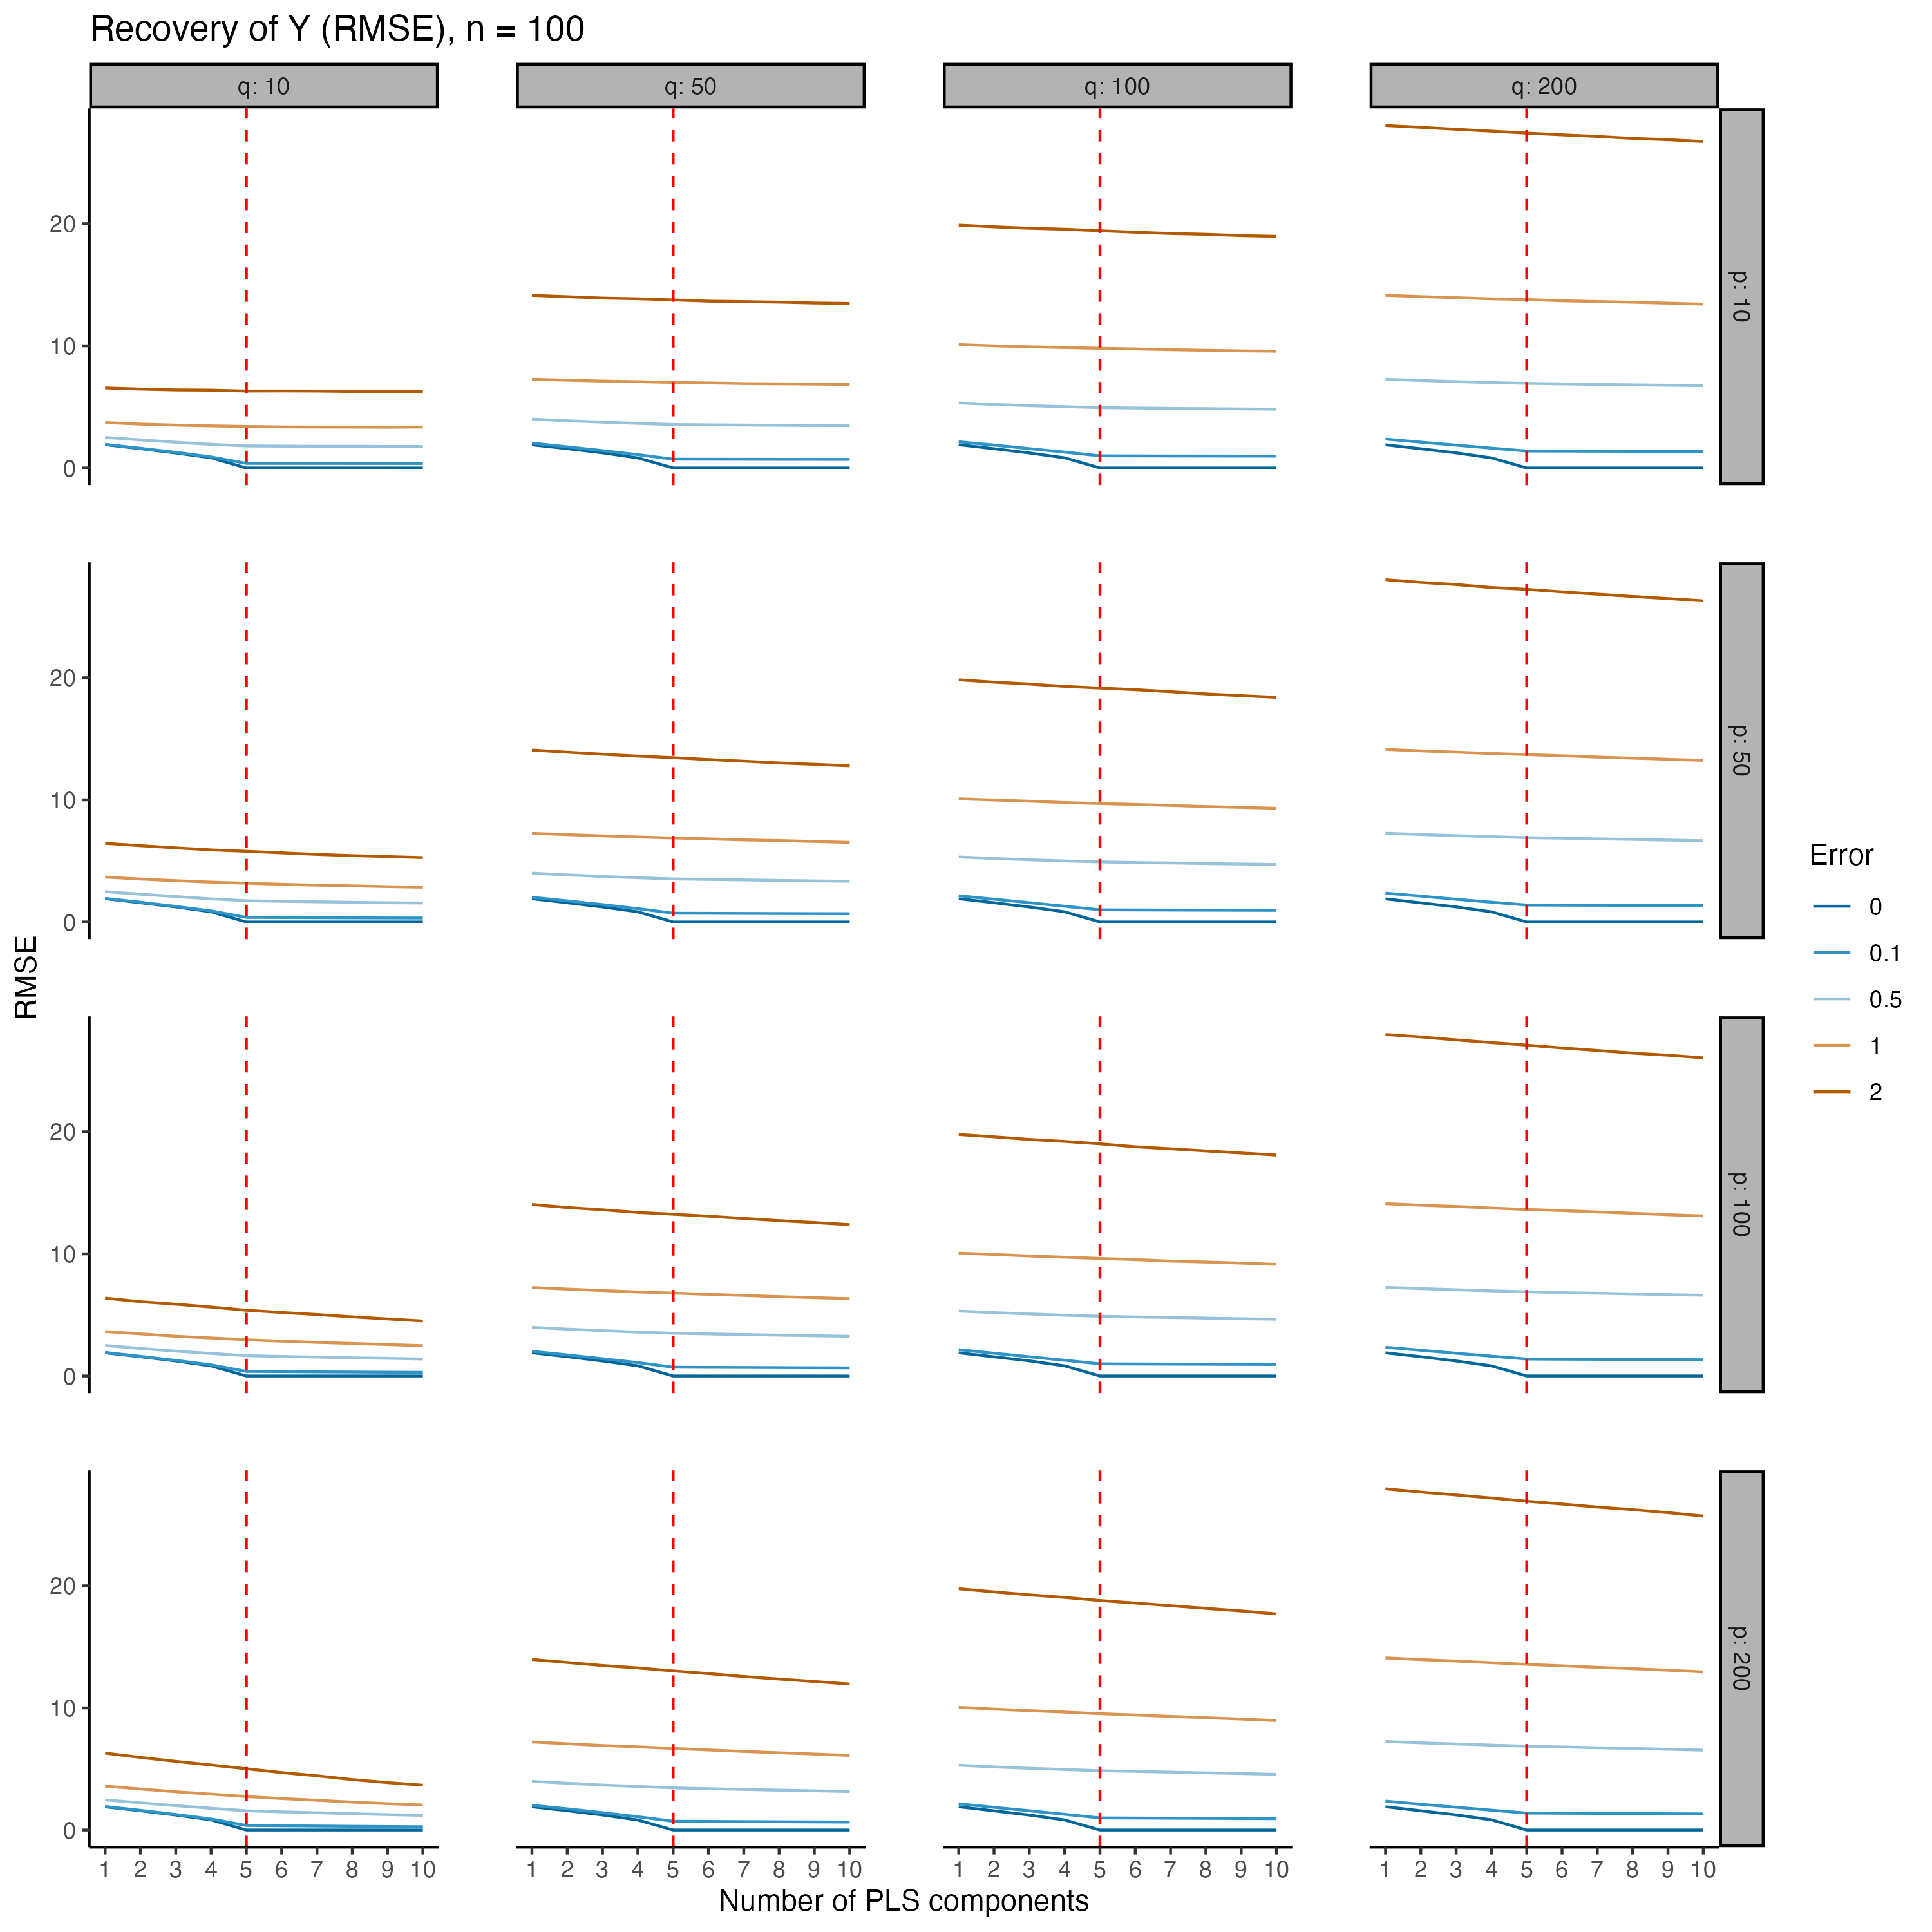 Recovery of Y (RMSE), n = 100
q: 10
q: 50
q: 100
q: 200
20
10
0
p: 10
20
10
0
p: 50
20
10
0
p: 100
20
10
0
p: 200
RMSE
1 2 3 4 5 6 7 8 9 10
1 2 3 4 5 6 7 8 9 10
1 2 3 4 5 6 7 8 9 10
1 2 3 4 5 6 7 8 9 10
Number of PLS components
Error
0
0.1
0.5
1
2